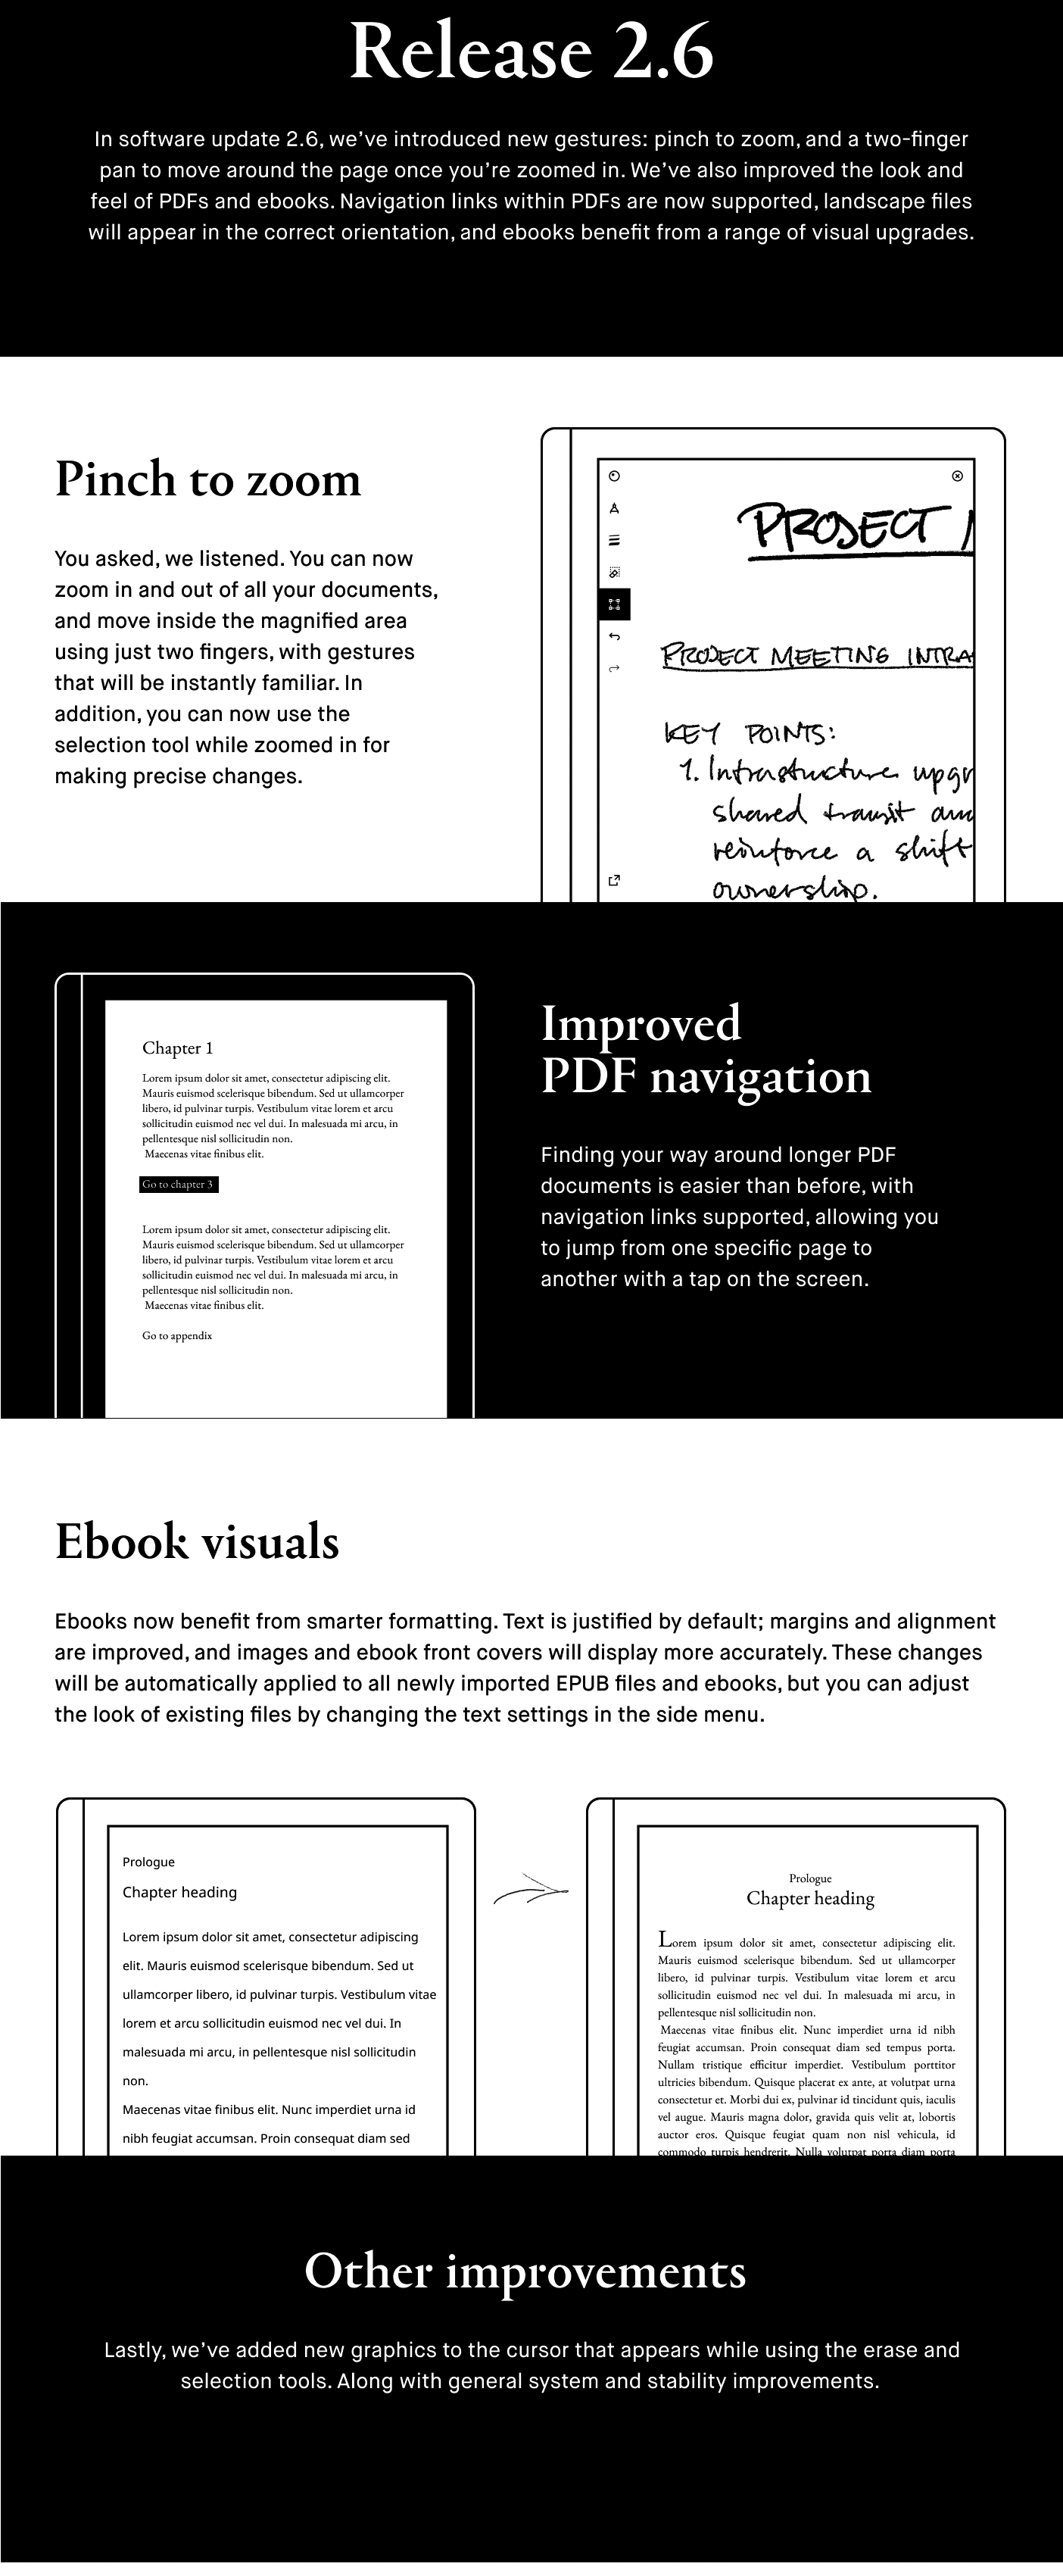 Release 2.6
In software update 2.6, we’ve introduced new gestures: pinch to zoom, and a two-finger
pan to move around the page once you’re zoomed in. We’ve also improved the look and
feel of PDFs and ebooks. Navigation links within PDFs are now supported, landscape files
will appear in the correct orientation, and ebooks benefit from a range of visual upgrades.
Pinch to zoom
You asked, we listened. You can now
zoom in and out of all your documents,
and move inside the magnified area
using just two fingers, with gestures
that will be instantly familiar. In
addition, you can now use the
selection tool while zoomed in for
making precise changes.
PROJECT
PROJECT MEETING INTRA
KEY POINTS:
1. Infrastructure upgr
shared transit
reinforce a shift
ownership.
Chapter 1
Lorem ipsum dolor sit amet, consectetur adipiscing elit.
Mauris euismod scelerisque bibendum. Sed ut ullamcorper
libero, id pulvinar turpis. Vestibulum vitae lorem et arcu
sollicitudin euismod nec vel dui. In malesuada mi arcu, in
pellentesque nisl sollicitudin non.
Maecenas vitae finibus elit.
Go to chapter 3
Lorem ipsum dolor sit amet, consectetur adipiscing elit.
Mauris euismod scelerisque bibendum. Sed ut ullamcorper
libero, id pulvinar turpis. Vestibulum vitae lorem et arcu
sollicitudin euismod nec vel dui. In malesuada mi arcu, in
pellentesque nisl sollicitudin non.
Maecenas vitae finibus elit.
Go to appendix
Improved
PDF navigation
Finding your way around longer PDF
documents is easier than before, with
navigation links supported, allowing you
to jump from one specific page to
another with a tap on the screen.
Ebook visuals
Ebooks now benefit from smarter formatting. Text is justified by default; margins and alignment
are improved, and images and ebook front covers will display more accurately. These changes
will be automatically applied to all newly imported EPUB files and ebooks, but you can adjust
the look of existing files by changing the text settings in the side menu.
Prologue
Chapter heading
Lorem ipsum dolor sit amet, consectetur adipiscing
elit. Mauris euismod scelerisque bibendum. Sed ut
ullamcorper libero, id pulvinar turpis. Vestibulum vitae
lorem et arcu sollicitudin euismod nec vel dui. In
malesuada mi arcu, in pellentesque nisl sollicitudin
non.
Maecenas vitae finibus elit. Nunc imperdiet urna id
nibh feugiat accumsan. Proin consequat diam sed
Prologue
Chapter heading
Lorem ipsum dolor sit amet, consectetur adipiscing elit.
Mauris euismod scelerisque bibendum. Sed ut ullamcorper
libero, id pulvinar turpis. Vestibulum vitae lorem et arcu
sollicitudin euismod nec vel dui. In malesuada mi arcu, in
pellentesque nisl sollicitudin non.
Maecenas vitae finibus elit. Nunc imperdiet urna id nibh
feugiat accumsan. Proin consequat diam sed tempus porta.
Nullam tristique efficitur imperdiet. Vestibulum porttitor
ultricies bibendum. Quisque placerat ex ante, at volutpat urna
consectetur et. Morbi dui ex, pulvinar id tincidunt quis, iaculis
vel augue. Mauris magna dolor, gravida quis velit at, lobortis
auctor eros. Quisque feugiat quam non nisl vehicula, id
commodo turpis hendrerit. Nulla volutpat porta diam porta
Other improvements
Lastly, we’ve added new graphics to the cursor that appears while using the erase and
selection tools. Along with general system and stability improvements.